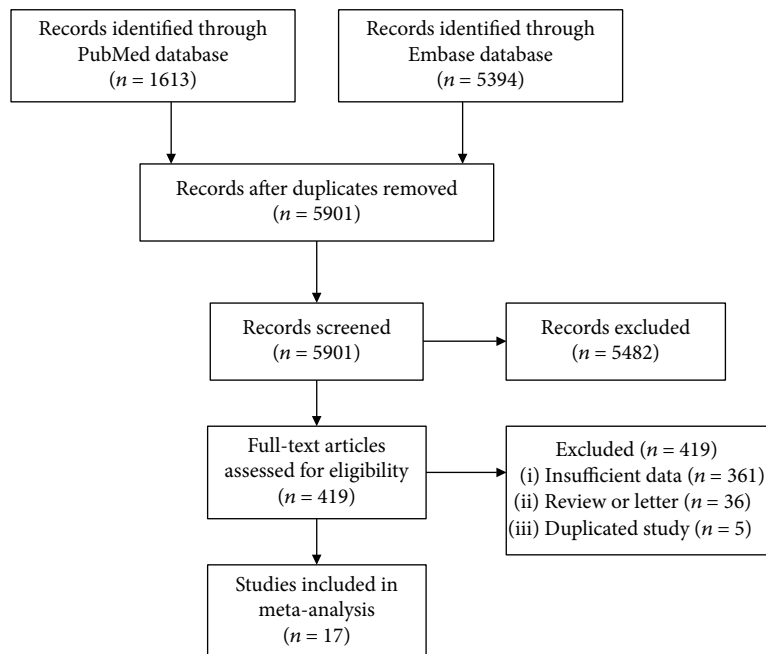 Records identified through
PubMed database
(n = 1613)
Records identified through
Embase database
(n = 5394)
Records after duplicates removed
(n = 5901)
Records screened
(n = 5901)
Records excluded
(n = 5482)
Full-text articles
assessed for eligibility
(n = 419)
Excluded (n = 419)
(i) Insufficient data (n = 361)
(ii) Review or letter (n = 36)
(iii) Duplicated study (n = 5)
Studies included in
meta-analysis
(n = 17)